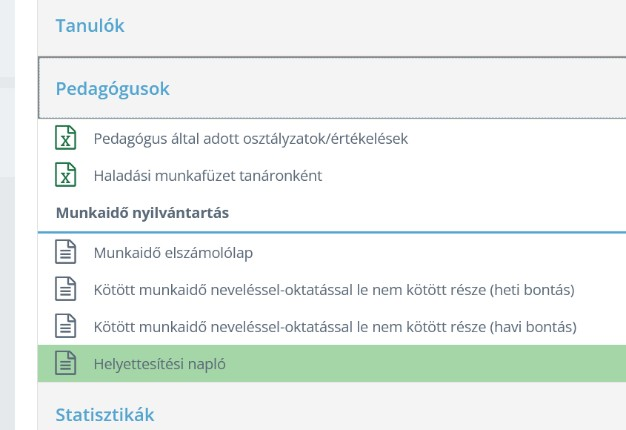 Tanulók
Pedagógusok
Pedagógus által adott osztályzatok/értékelések
Haladási munkafüzet tanáronként
Munkaidő nyilvántartás
Munkaidő elszámolólap
Kötött munkaidő neveléssel-oktatással le nem kötött része (heti bontás)
Kötött munkaidő neveléssel-oktatással le nem kötött része (havi bontás)
Helyettesítési napló
Statisztikák